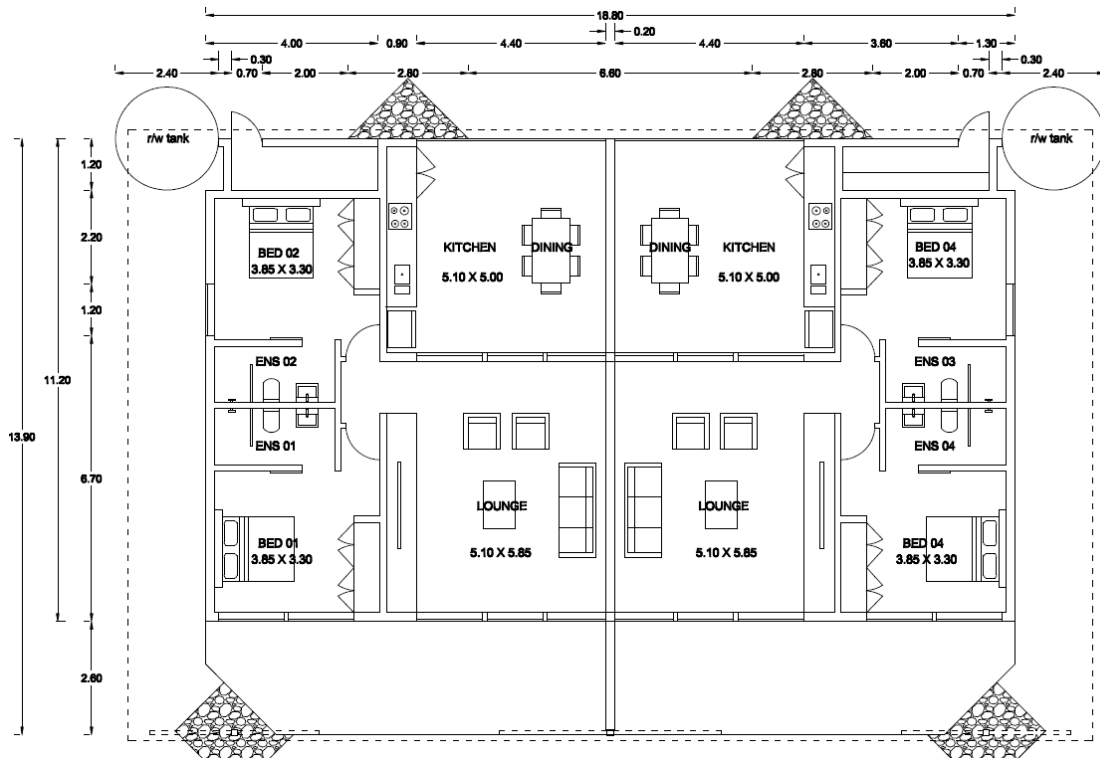 18.80
0.20
4.00 0.90 4.40 4.40 3.60 1.30
0.30 0.30
2.40 0.70 2.00 2.80 6.60 2.80 2.00 0.70 2.40
r/w tank r/w tank
1.20
2.20
1.20
11.20
13.90
6.70
2.60
BED 02
3.85 X 3.30
KITCHEN DINING
5.10 X 5.00
DINING KITCHEN
5.10 X 5.00
BED 04
3.85 X 3.30
ENS 02
ENS 03
ENS 01
ENS 04
BED 01
3.85 X 3.30
LOUNGE
5.10 X 5.85
LOUNGE
5.10 X 5.85
BED 04
3.85 X 3.30